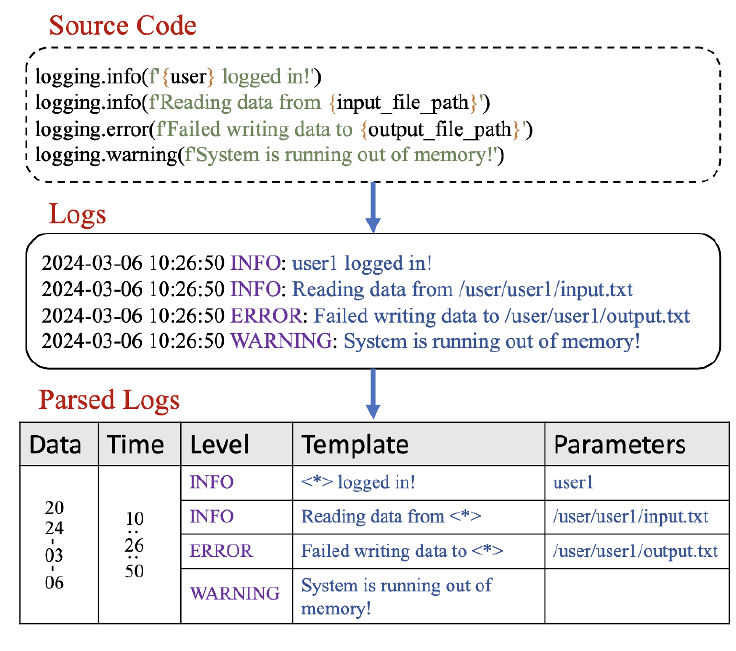 Source Code
logging.info(f'{user} logged in!')
logging.info(f'Reading data from {input_file_path}')
logging.error(f'Failed writing data to {output_file_path}')
logging.warning(f'System is running out of memory!')
Logs
2024-03-06 10:26:50 INFO: user1 logged in!
2024-03-06 10:26:50 INFO: Reading data from /user/user1/input.txt
2024-03-06 10:26:50 ERROR: Failed writing data to /user/user1/output.txt
2024-03-06 10:26:50 WARNING: System is running out of memory!
Parsed Logs
Data Time Level Template Parameters
20
24
-
03
-
06
10
:
26
:
50
INFO <*> logged in! user1
INFO Reading data from <*> /user/user1/input.txt
ERROR Failed writing data to <*> /user/user1/output.txt
WARNING System is running out of
memory!